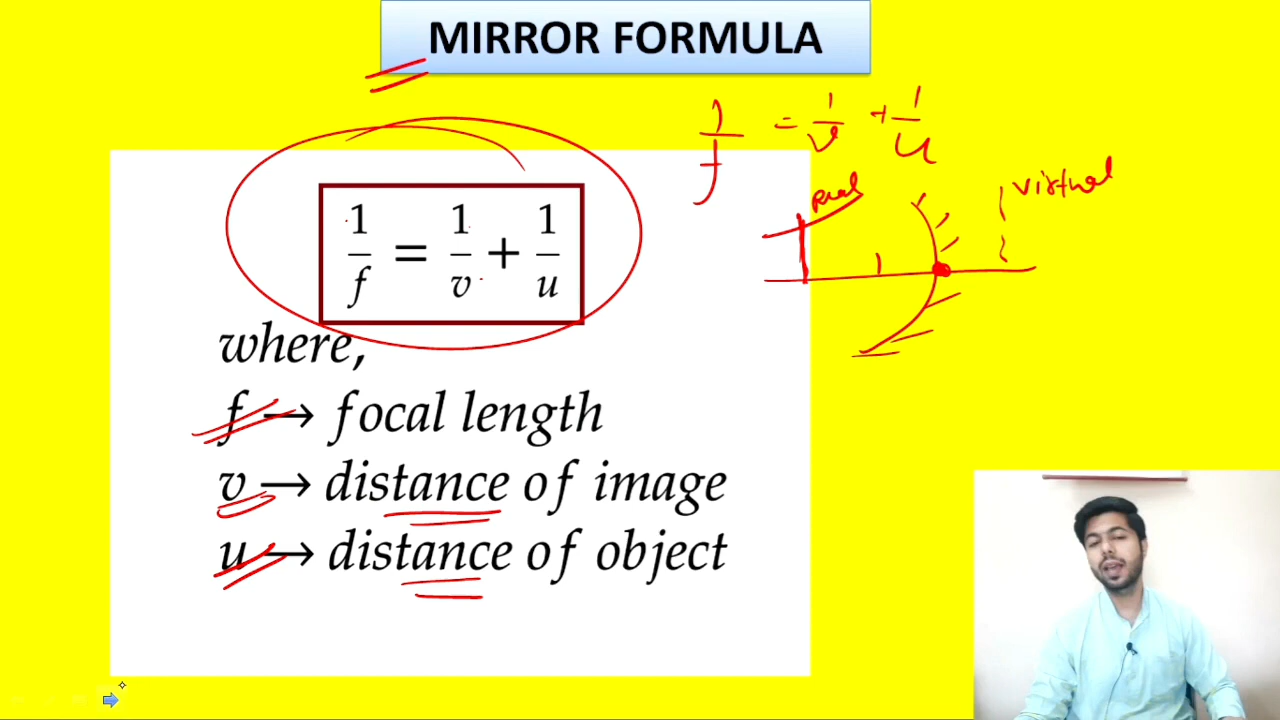 MIRROR FORMULA
1/f = 1/v + 1/u
1/f = 1/v + 1/u
Real
Virtual
where,
f → focal length
v → distance of image
u → distance of object